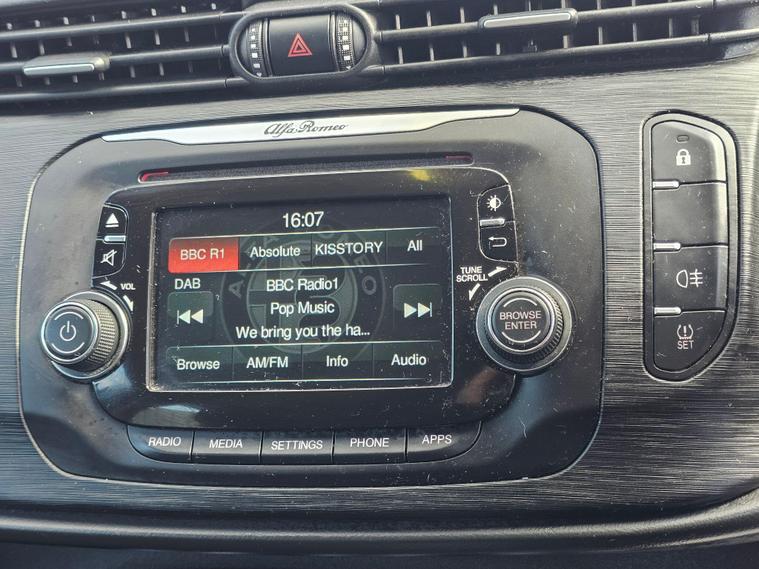 Alfa Romeo
16:07
BBC R1 Absolute KISSTORY All
DAB BBC Radio1
Pop Music
We bring you the ha...
Browse AM/FM Info Audio
VOL
TUNE
SCROLL
BROWSE
ENTER
SET
RADIO MEDIA SETTINGS PHONE APPS